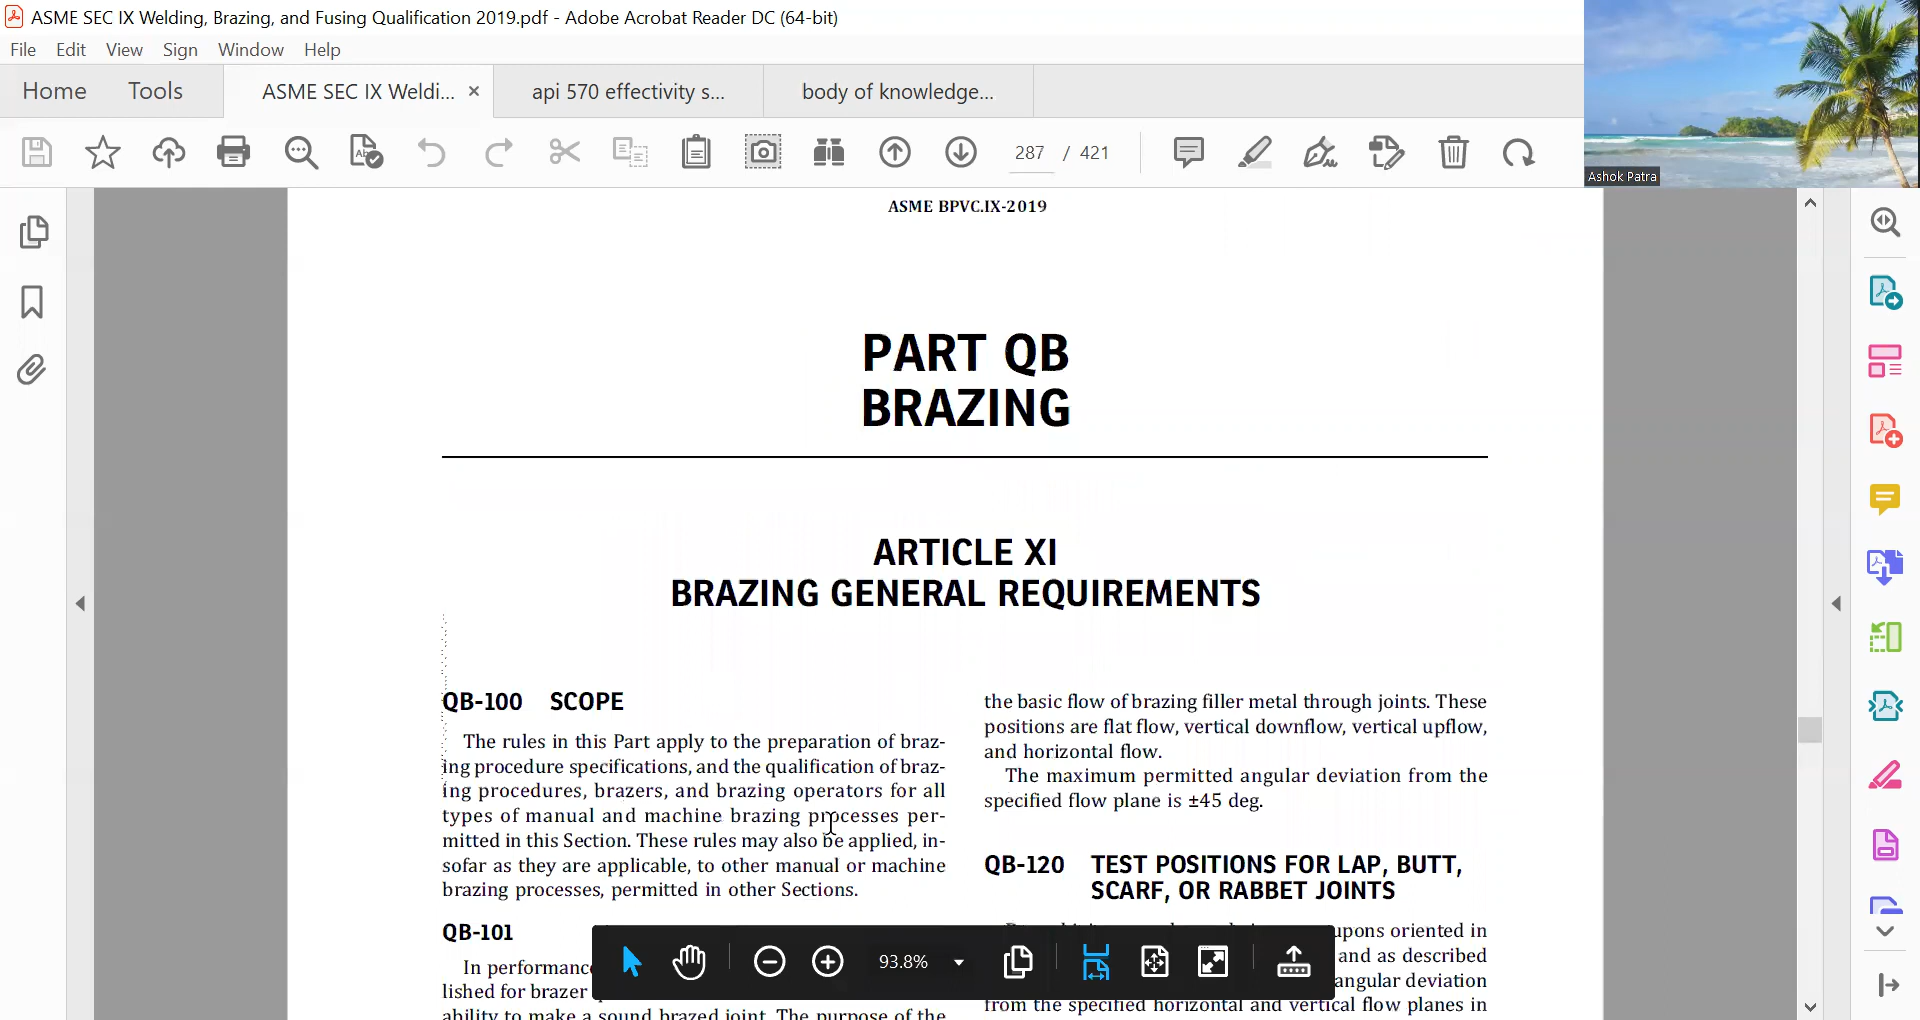 ASME SEC IX Welding, Brazing, and Fusing Qualification 2019.pdf - Adobe Acrobat Reader DC (64-bit)
File Edit View Sign Window Help
Home Tools ASME SEC IX Weldi... × api 570 effectivity s... body of knowledge...
287 / 421
Ashok Patra
ASME BPVC.IX-2019
PART QB
BRAZING
ARTICLE XI
BRAZING GENERAL REQUIREMENTS
QB-100 SCOPE
The rules in this Part apply to the preparation of braz-
ing procedure specifications, and the qualification of braz-
ing procedures, brazers, and brazing operators for all
types of manual and machine brazing processes per-
mitted in this Section. These rules may also be applied, in-
sofar as they are applicable, to other manual or machine
brazing processes, permitted in other Sections.
QB-101
In performanc
lished for brazer
ability to make a sound brazed joint. The purpose of the
the basic flow of brazing filler metal through joints. These
positions are flat flow, vertical downflow, vertical upflow,
and horizontal flow.
The maximum permitted angular deviation from the
specified flow plane is ±45 deg.
QB-120 TEST POSITIONS FOR LAP, BUTT,
SCARF, OR RABBET JOINTS
upons oriented in
and as described
angular deviation
from the specified horizontal and vertical flow planes in
93.8%